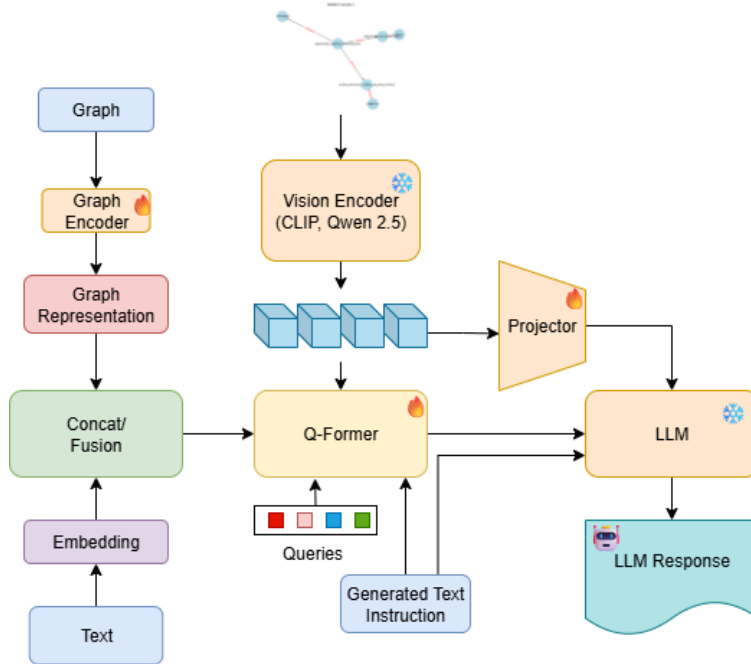 Graph
Graph
Encoder
Graph
Representation
Concat/
Fusion
Embedding
Text
Vision Encoder
(CLIP, Qwen 2.5)
Projector
Q-Former
LLM
Queries
Generated Text
Instruction
LLM Response